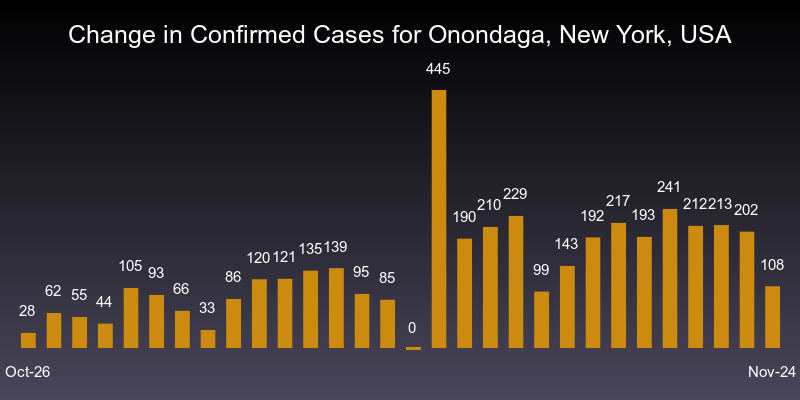 Change in Confirmed Cases for Onondaga, New York, USA
28 62 55 44 105 93 66 33 86 120 121 135 139 95 85 0 445 190 210 229 99 143 192 217 193 241 212 213 202 108
Oct-26 Nov-24